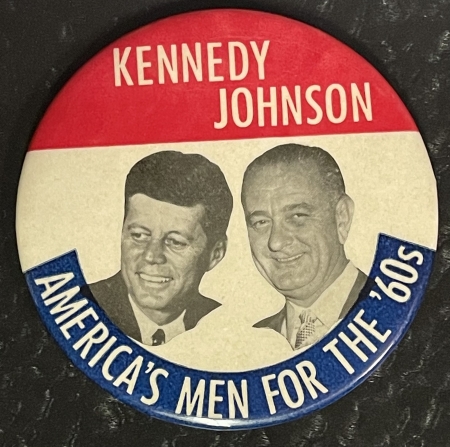 KENNEDY
JOHNSON
AMERICA'S MEN FOR THE '60s